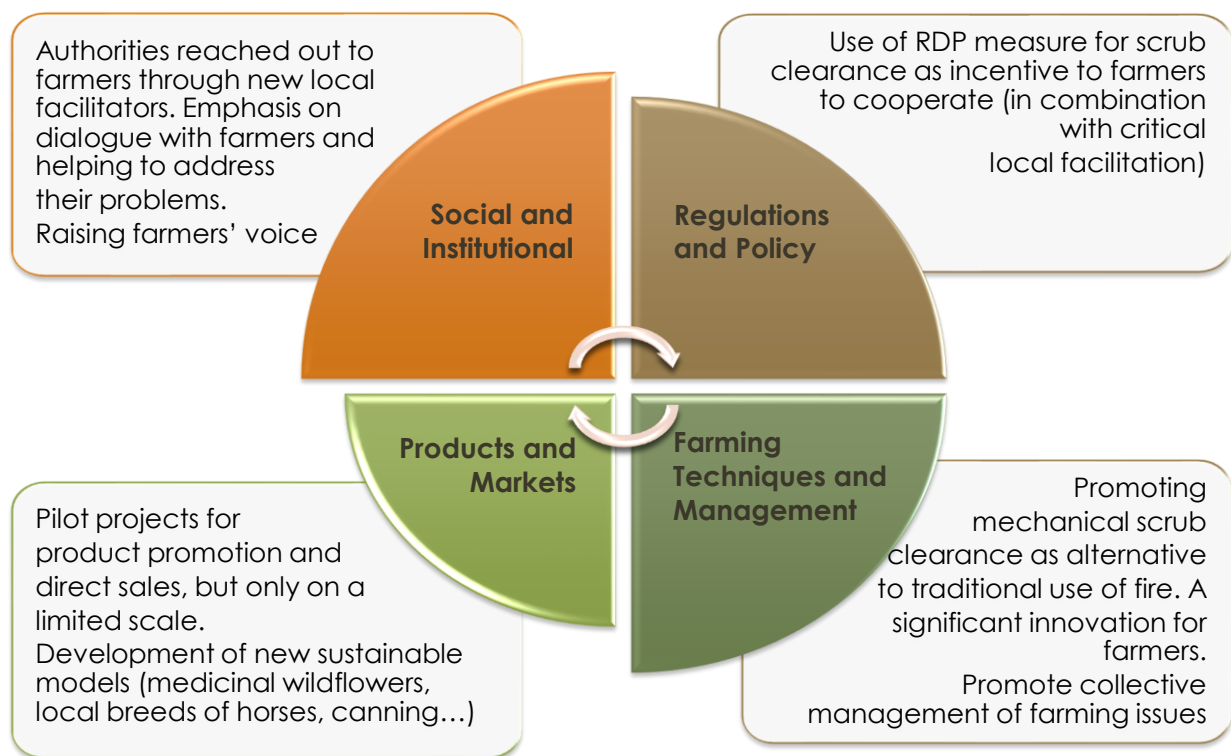 Authorities reached out to
farmers through new local
facilitators. Emphasis on
dialogue with farmers and
helping to address
their problems.
Raising farmers’ voice
Use of RDP measure for scrub
clearance as incentive to farmers
to cooperate (in combination
with critical
local facilitation)
Social and
Institutional
Regulations
and Policy
Products and
Markets
Farming
Techniques and
Management
Pilot projects for
product promotion and
direct sales, but only on a
limited scale.
Development of new sustainable
models (medicinal wildflowers,
local breeds of horses, canning…)
Promoting
mechanical scrub
clearance as alternative
to traditional use of fire. A
significant innovation for
farmers.
Promote collective
management of farming issues